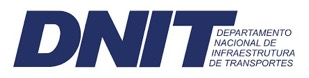 DNIT
DEPARTAMENTO
NACIONAL DE
INFRAESTRUTURA
DE TRANSPORTES